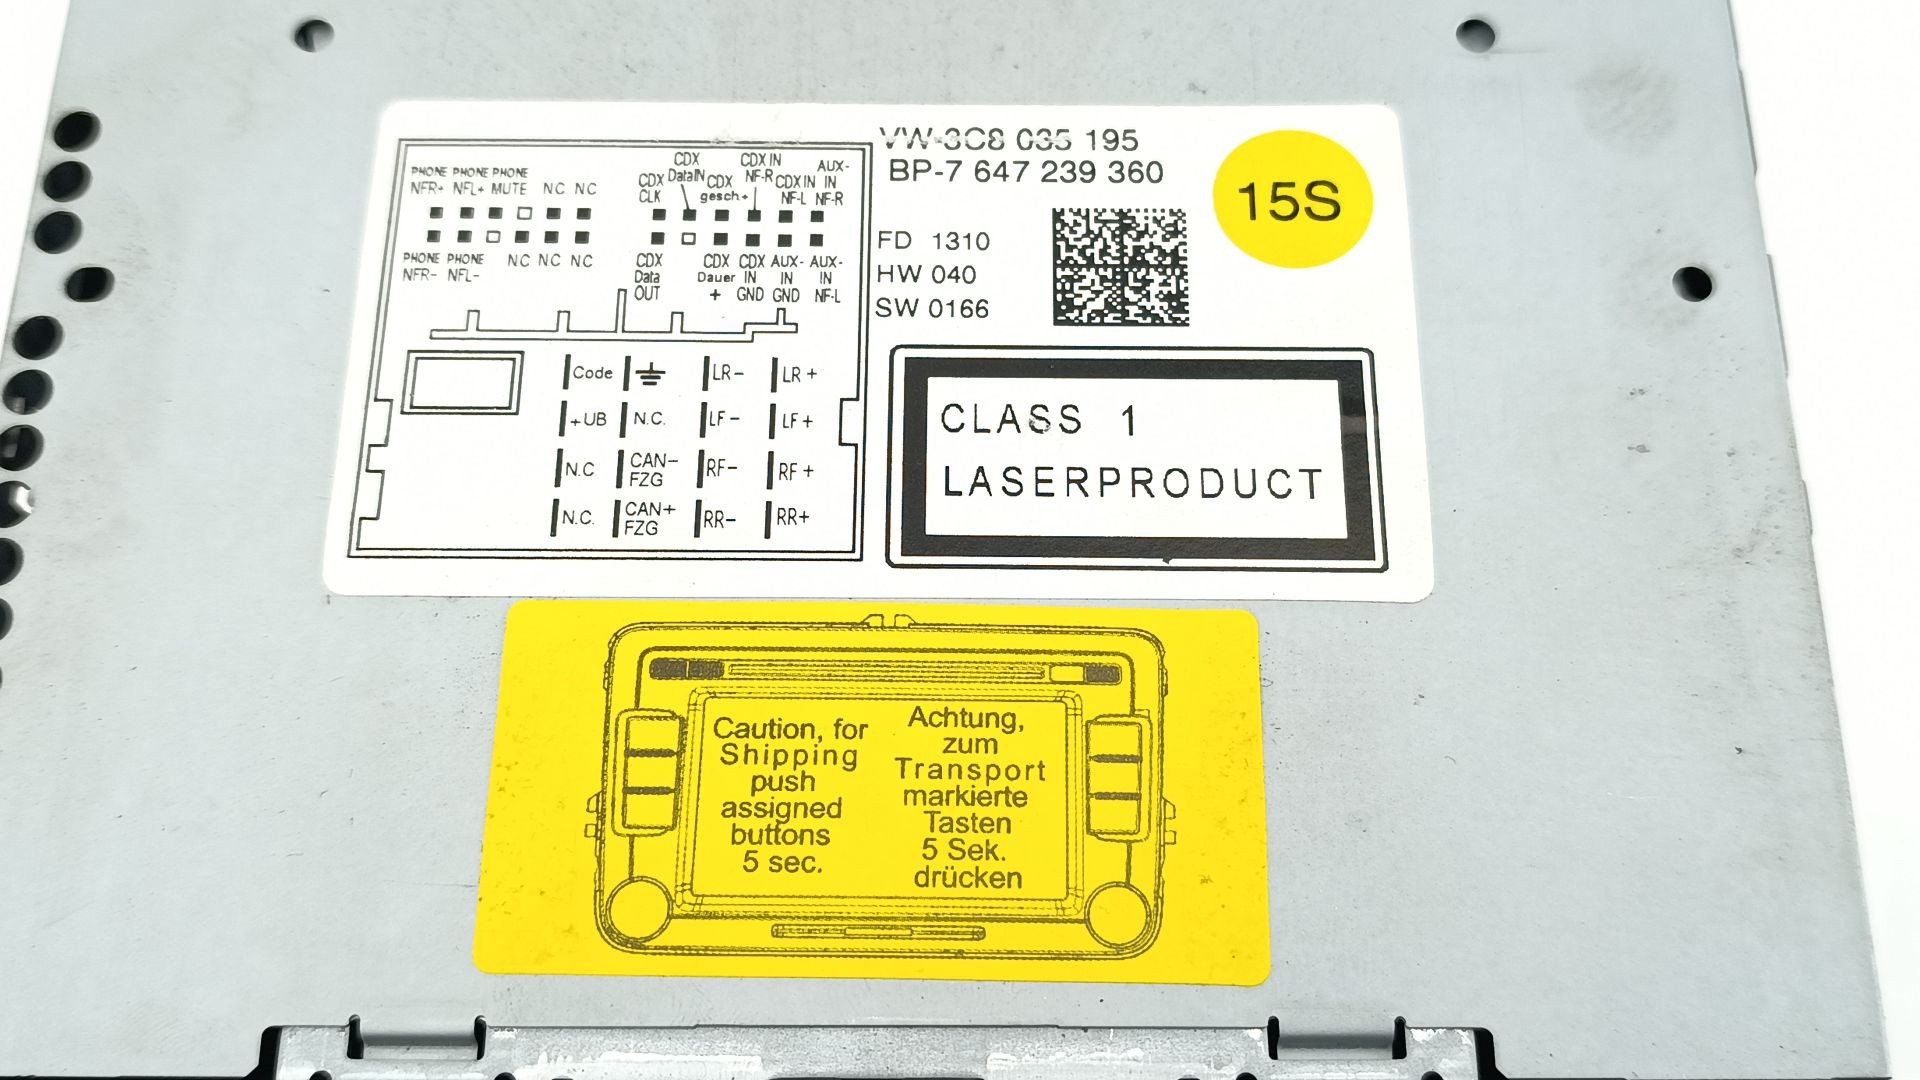 VW-3C8 035 195
BP-7 647 239 360
15S
FD 1310
HW 040
SW 0166
PHONE PHONE PHONE
NFR+ NFL+ MUTE NC NC
PHONE PHONE
NFR- NFL-
NC NC NC
CDX
CLK
CDX
DataIN
CDX
gesch+
CDX IN
NF-R
CDX IN
NF-L
AUX-
IN
NF-R
CDX
Data
OUT
CDX
Dauer
+
CDX
IN
GND
AUX-
IN
GND
AUX-
IN
NF-L
Code LR- LR+
+UB N.C. LF- LF+
N.C CAN- FZG RF- RF+
N.C. CAN+ FZG RR- RR+
CLASS 1
LASERPRODUCT
Caution, for
Shipping
push
assigned
buttons
5 sec.
Achtung,
zum
Transport
markierte
Tasten
5 Sek.
drücken